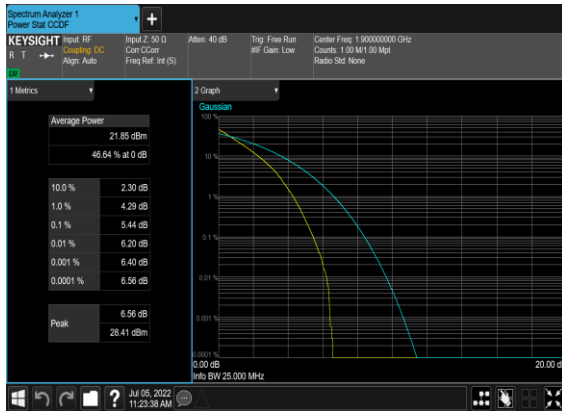 Spectrum Analyzer 1
Power Stat CCDF
KEYSIGHT
R T
LXI
Input: RF
Coupling: DC
Align: Auto
Input Z: 50 Ω
Corr CCorr
Freq Ref: Int (S)
Atten: 40 dB
Trig: Free Run
#IF Gain: Low
Center Freq: 1.900000000 GHz
Counts: 1.00 M/1.00 Mpt
Radio Std: None
1 Metrics
Average Power
21.85 dBm
46.64 % at 0 dB
10.0 % 2.30 dB
1.0 % 4.29 dB
0.1 % 5.44 dB
0.01 % 6.20 dB
0.001 % 6.40 dB
0.0001 % 6.56 dB
Peak
6.56 dB
28.41 dBm
2 Graph
Gaussian
100 %
10 %
1 %
0.1 %
0.01 %
0.001 %
0.0001 %
0.00 dB
20.00 d
Info BW 25.000 MHz
?
Jul 05, 2022
11:23:38 AM